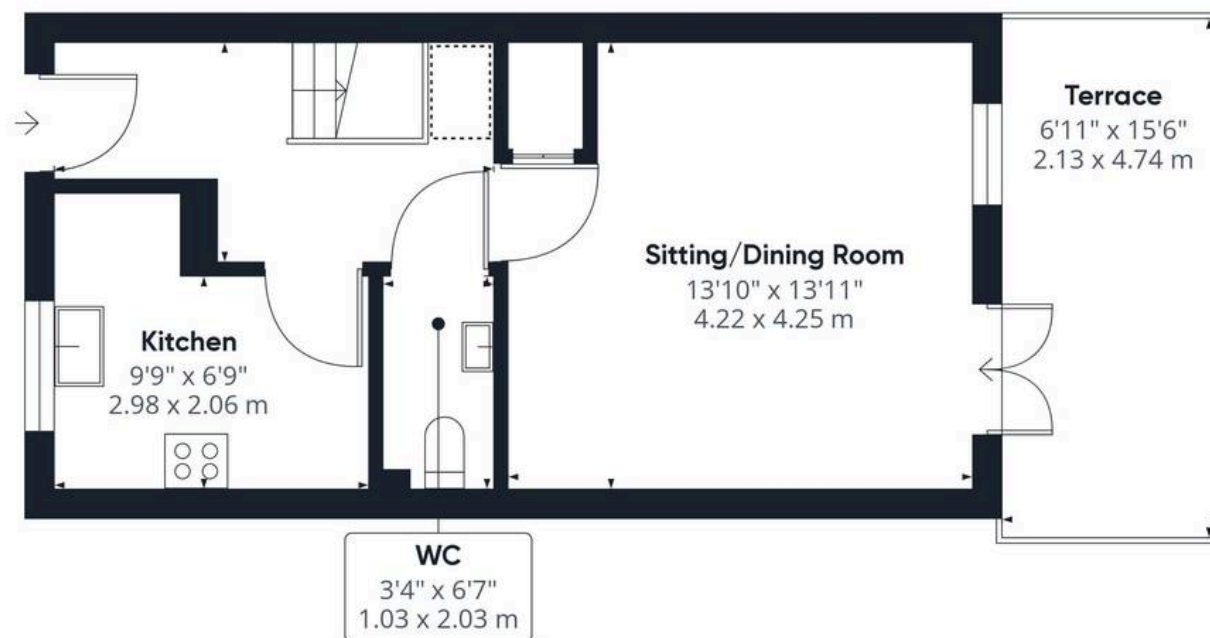 Terrace
6'11" x 15'6"
2.13 x 4.74 m
Sitting/Dining Room
13'10" x 13'11"
4.22 x 4.25 m
Kitchen
9'9" x 6'9"
2.98 x 2.06 m
WC
3'4" x 6'7"
1.03 x 2.03 m